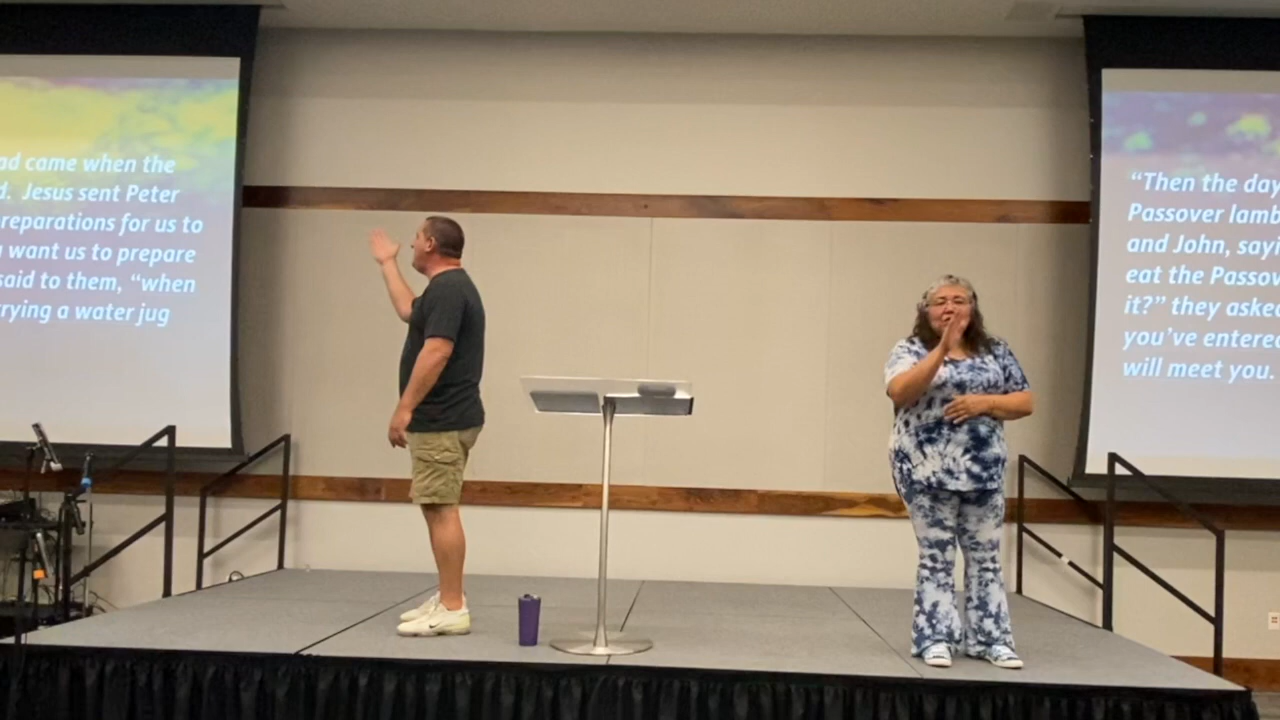 ad came when the
d. Jesus sent Peter
reparations for us to
want us to prepare
said to them, “when
rying a water jug
“Then the day
Passover lamb
and John, sayi
eat the Passov
it?” they asked
you’ve entered
will meet you.